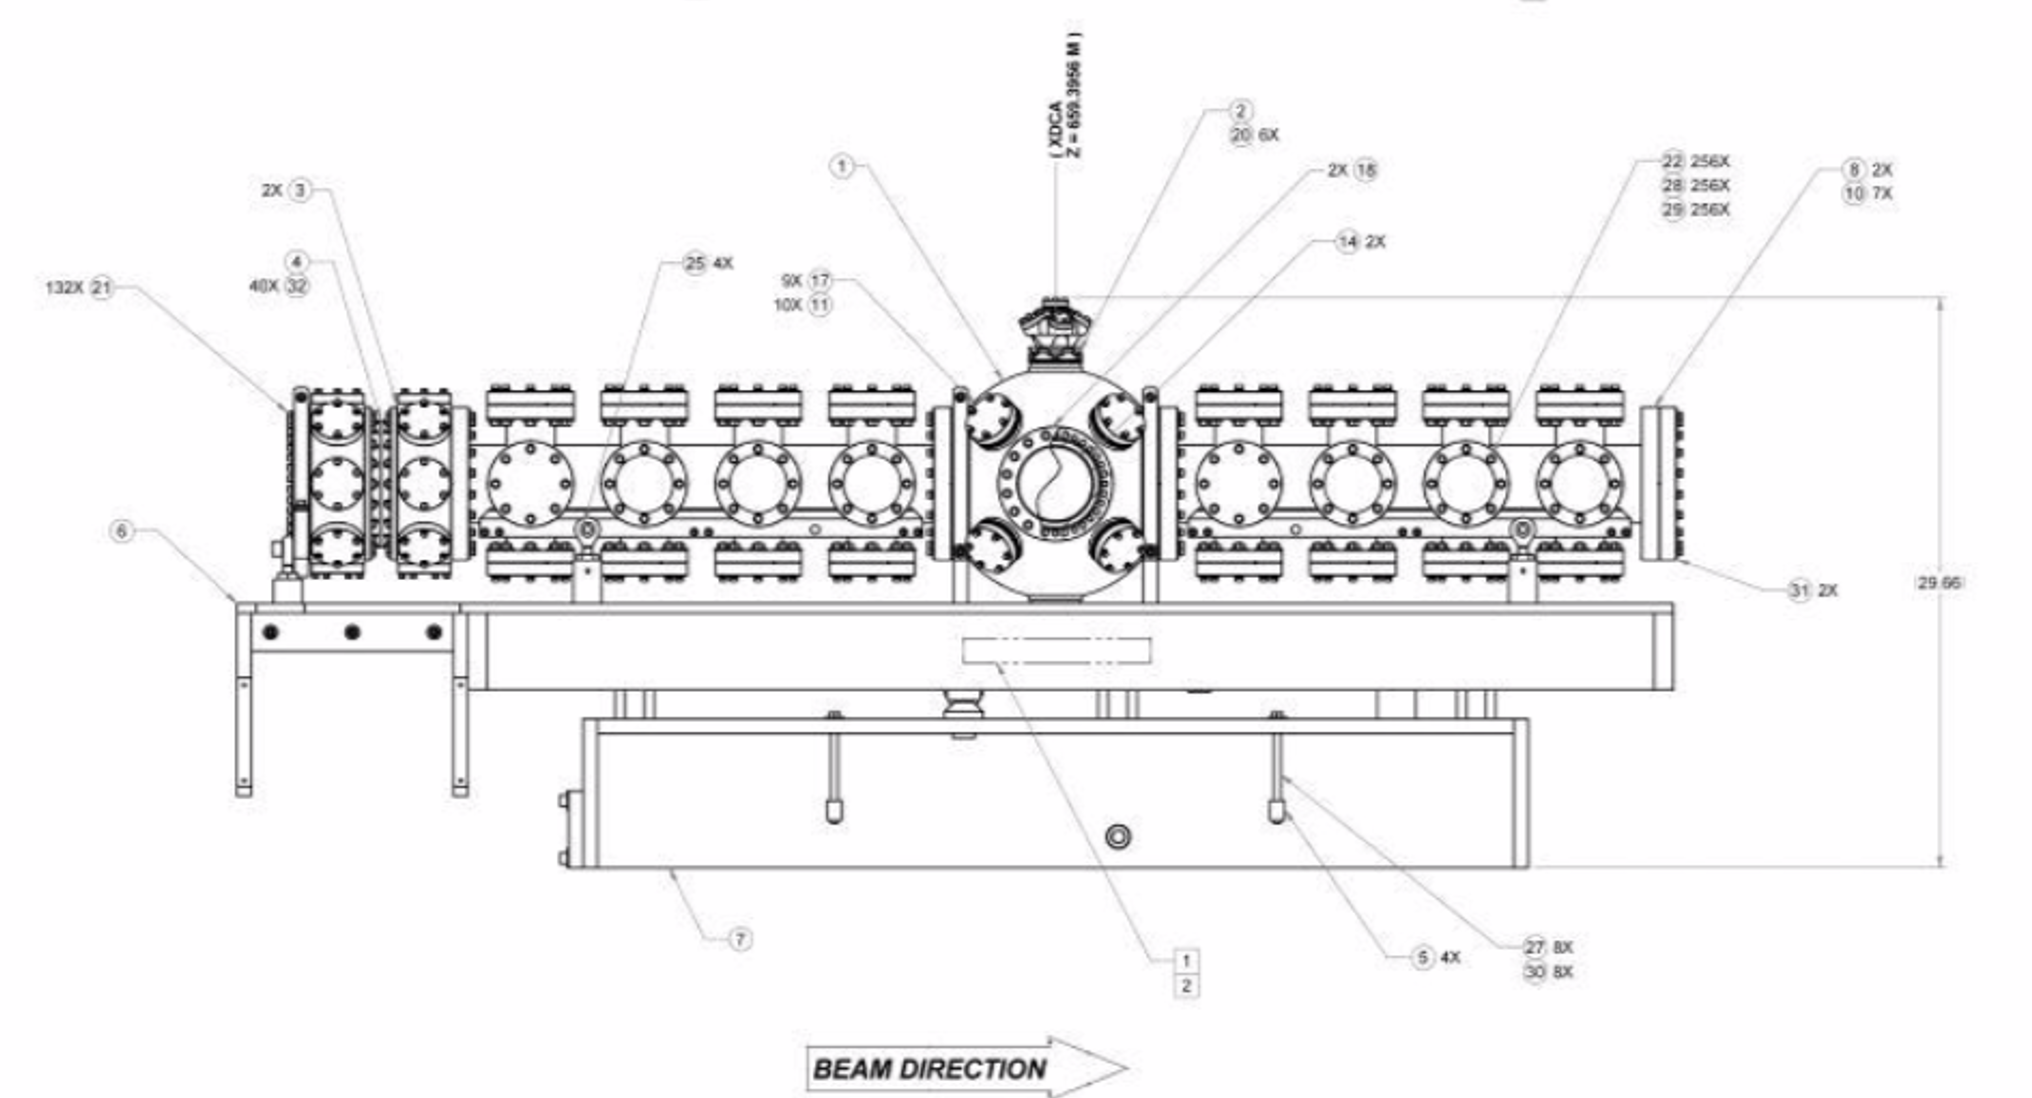 ( XDCA
Z = 659.3956 M )
2
20 6X
1
2X 18
22 256X
28 256X
29 256X
8 2X
10 7X
2X 3
14 2X
4
40X 32
25 4X
132X 21
9X 17
10X 11
6
31 2X
(29.66)
7
1
2
5 4X
27 8X
30 8X
BEAM DIRECTION